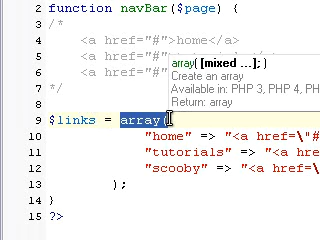 2 function navBar($page) {
3 /*
4 <a href="#">home</a>
5 <a href="#"
6 <a href="#"
7 */
8
9 $links = array(
10 "home" => "<a href=\"#
11 "tutorials" => "<a hre
12 "scooby" => "<a href=\
13 );
14 }
15 ?>
array( [mixed ...]; )
Create an array
Available in: PHP 3, PHP 4, PH
Return: array